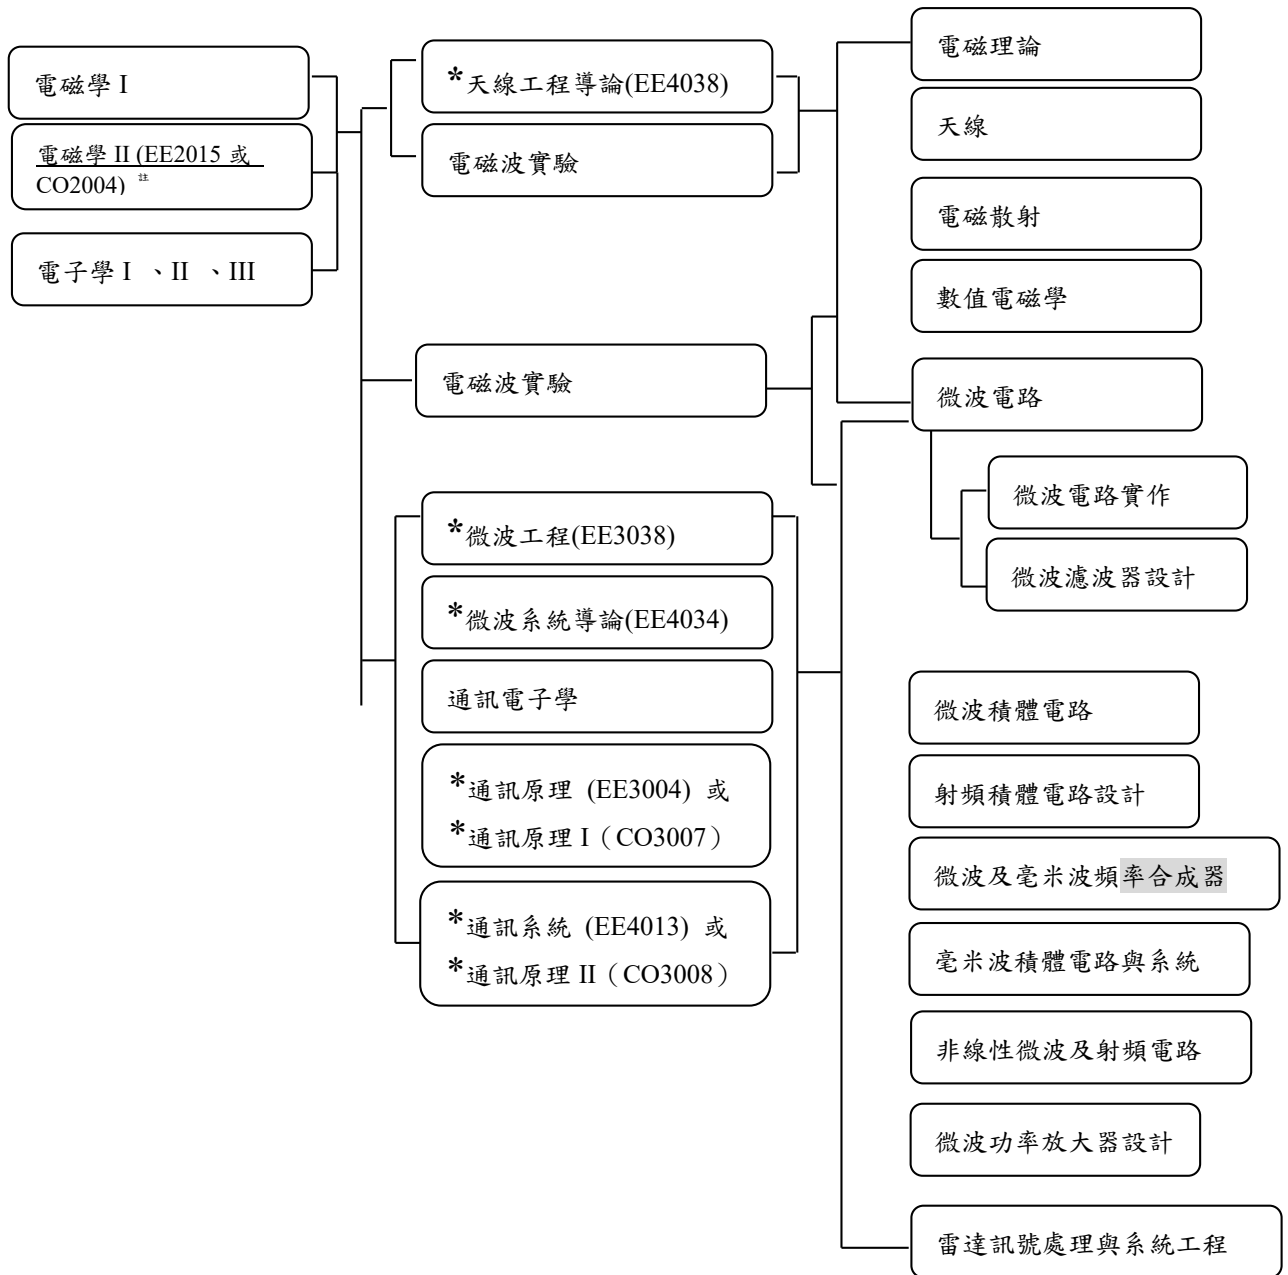 電磁學 I
電磁學 II (EE2015 或
CO2004) 註
電子學 I 、II 、III
*天線工程導論(EE4038)
電磁波實驗
電磁波實驗
*微波工程(EE3038)
*微波系統導論(EE4034)
通訊電子學
*通訊原理 (EE3004) 或
*通訊原理 I（CO3007）
*通訊系統 (EE4013) 或
*通訊原理 II（CO3008）
電磁理論
天線
電磁散射
數值電磁學
微波電路
微波電路實作
微波濾波器設計
微波積體電路
射頻積體電路設計
微波及毫米波頻率合成器
毫米波積體電路與系統
非線性微波及射頻電路
微波功率放大器設計
雷達訊號處理與系統工程